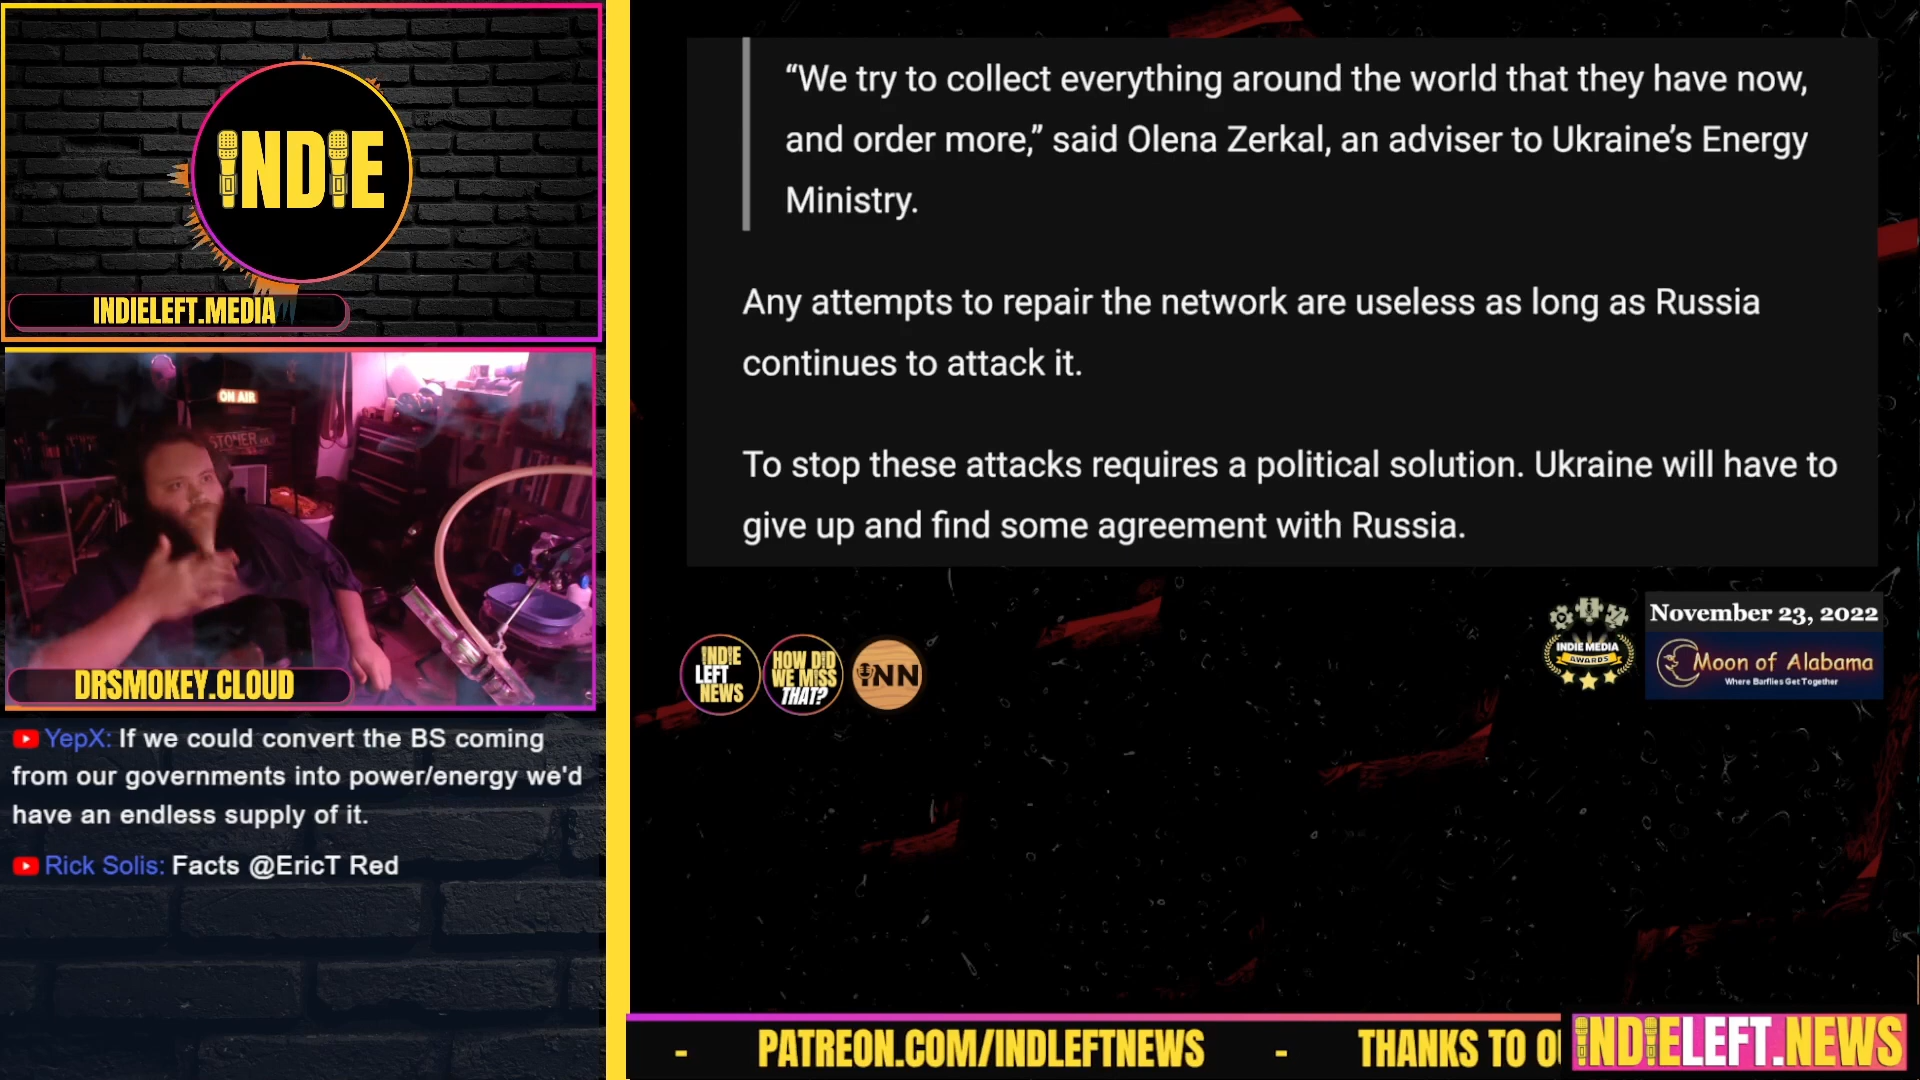 INDIE
INDIELEFT.MEDIA
ON AIR
STONER
DRSMOKEY.CLOUD
YepX: If we could convert the BS coming
from our governments into power/energy we'd
have an endless supply of it.
Rick Solis: Facts @EricT Red
“We try to collect everything around the world that they have now,
and order more,” said Olena Zerkal, an adviser to Ukraine’s Energy
Ministry.
Any attempts to repair the network are useless as long as Russia
continues to attack it.
To stop these attacks requires a political solution. Ukraine will have to
give up and find some agreement with Russia.
INDIE
LEFT
NEWS
HOW DID
WE MISS
THAT?
iNN
INDIE MEDIA
AWARDS
November 23, 2022
Moon of Alabama
Where Barflies Get Together
- PATREON.COM/INDLEFTNEWS - THANKS TO OU
INDIELEFT.NEWS